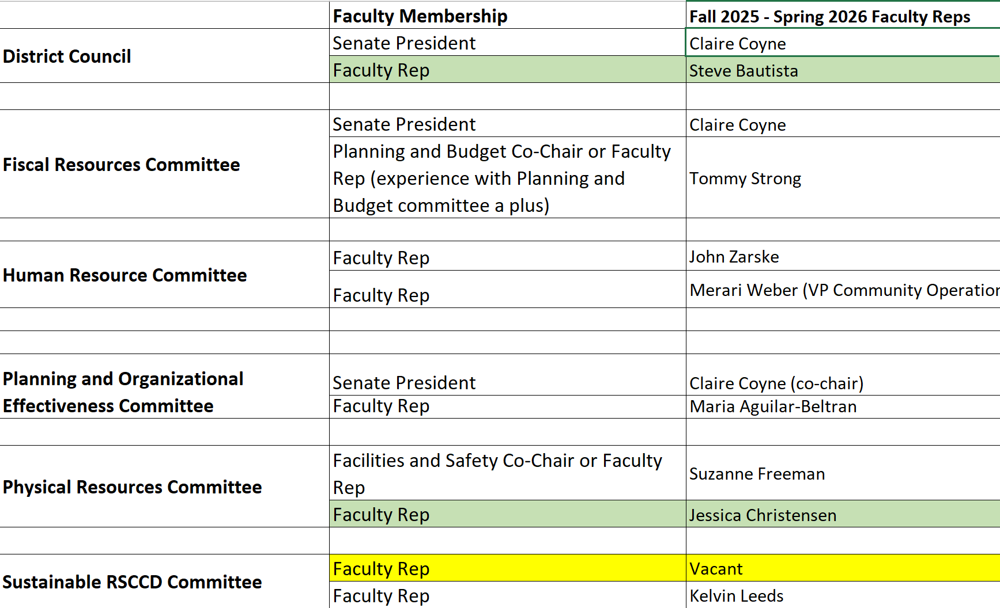 Faculty Membership Fall 2025 - Spring 2026 Faculty Reps
District Council
Senate President Claire Coyne
Faculty Rep Steve Bautista
Fiscal Resources Committee
Senate President Claire Coyne
Planning and Budget Co-Chair or Faculty
Rep (experience with Planning and
Budget committee a plus)
Tommy Strong
Human Resource Committee
Faculty Rep John Zarske
Faculty Rep Merari Weber (VP Community Operation
Planning and Organizational
Effectiveness Committee
Senate President Claire Coyne (co-chair)
Faculty Rep Maria Aguilar-Beltran
Physical Resources Committee
Facilities and Safety Co-Chair or Faculty
Rep
Suzanne Freeman
Faculty Rep Jessica Christensen
Sustainable RSCCD Committee
Faculty Rep Vacant
Faculty Rep Kelvin Leeds